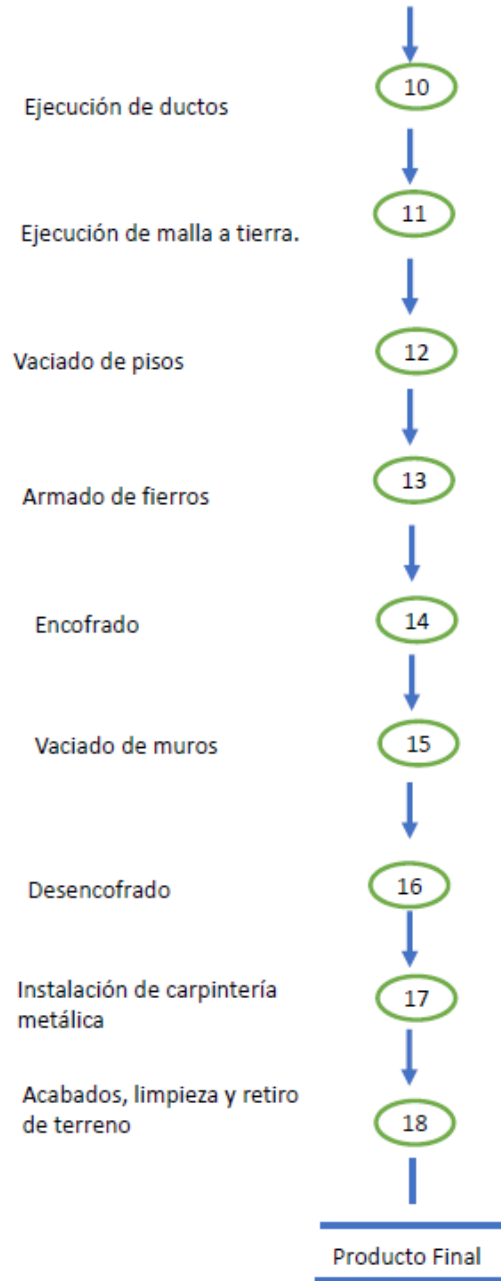 10
Ejecución de ductos
11
Ejecución de malla a tierra.
12
Vaciado de pisos
13
Armado de fierros
14
Encofrado
15
Vaciado de muros
16
Desencofrado
Instalación de carpintería
metálica
17
Acabados, limpieza y retiro
de terreno
18
Producto Final